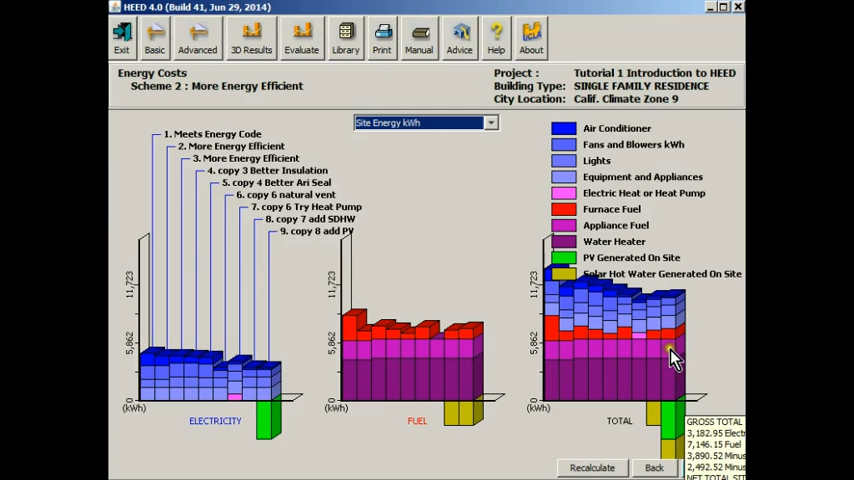 HEED 4.0 (Build 41, Jun 29, 2014)
Exit
Basic
Advanced
3D Results
Evaluate
Library
Print
Manual
Advice
Help
About
Energy Costs
Scheme 2 : More Energy Efficient
Project : Tutorial 1 Introduction to HEED
Building Type: SINGLE FAMILY RESIDENCE
City Location: Calif. Climate Zone 9
Site Energy kWh
1. Meets Energy Code
2. More Energy Efficient
3. More Energy Efficient
4. copy 3 Better Insulation
5. copy 4 Better Ari Seal
6. copy 6 natural vent
7. copy 6 Try Heat Pump
8. copy 7 add SDHW
9. copy 8 add PV
Air Conditioner
Fans and Blowers kWh
Lights
Equipment and Appliances
Electric Heat or Heat Pump
Furnace Fuel
Appliance Fuel
Water Heater
PV Generated On Site
Solar Hot Water Generated On Site
11,723
5,862
0
(kWh)
ELECTRICITY
11,723
5,862
0
(kWh)
FUEL
11,723
5,862
0
(kWh)
TOTAL
GROSS TOTAL
3,182.95 Electri
7,146.15 Fuel
3,890.52 Minus
2,492.52 Minus
NET TOTAL SIT
Recalculate
Back